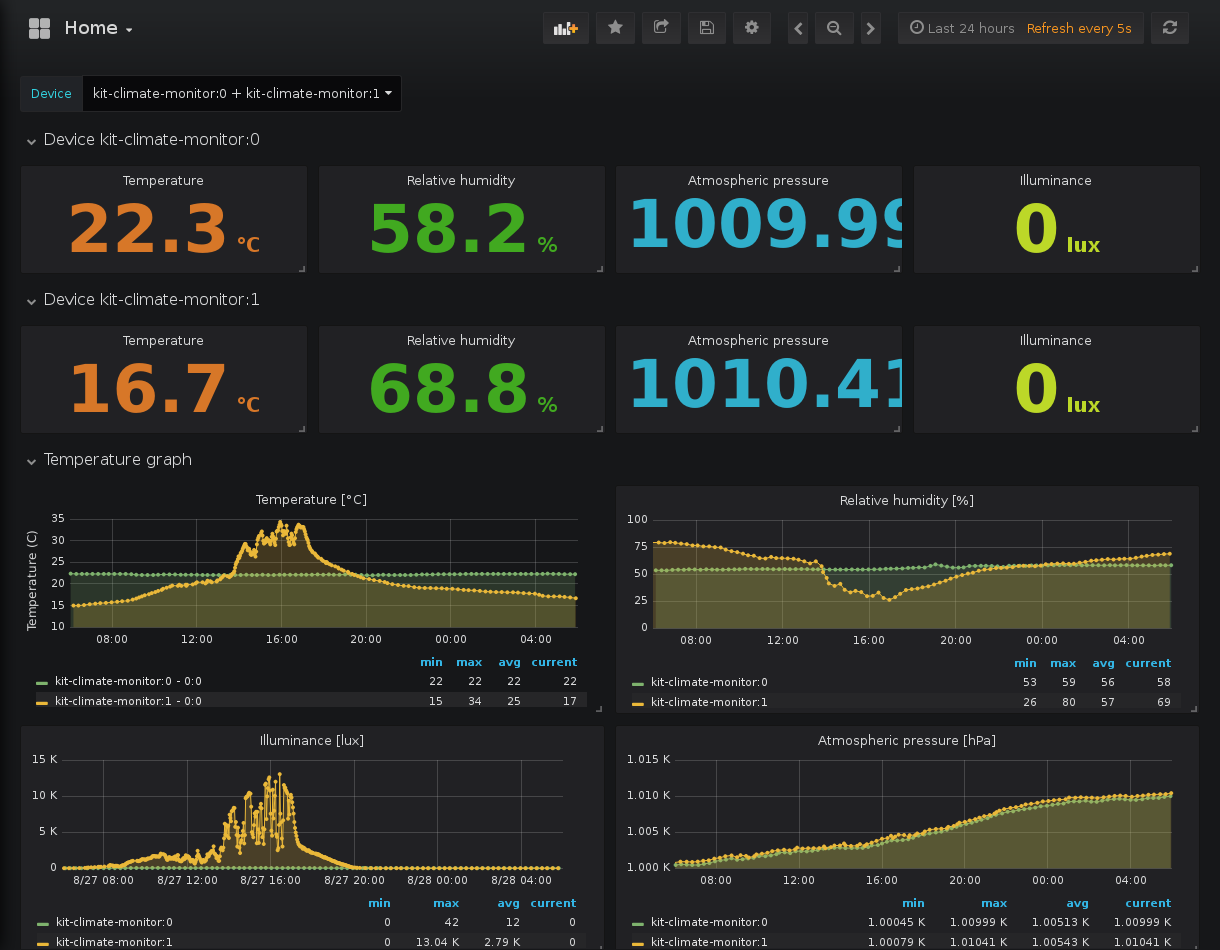 Home
Last 24 hours Refresh every 5s
Device kit-climate-monitor:0 + kit-climate-monitor:1
Device kit-climate-monitor:0
Temperature Relative humidity Atmospheric pressure Illuminance
22.3 °C 58.2 % 1009.99 0 lux
Device kit-climate-monitor:1
Temperature Relative humidity Atmospheric pressure Illuminance
16.7 °C 68.8 % 1010.41 0 lux
Temperature graph
Temperature [°C]
Temperature (C)
35
30
25
20
15
10
08:00 12:00 16:00 20:00 00:00 04:00
min max avg current
kit-climate-monitor:0 - 0:0 22 22 22 22
kit-climate-monitor:1 - 0:0 15 34 25 17
Relative humidity [%]
100
75
50
25
0
08:00 12:00 16:00 20:00 00:00 04:00
min max avg current
kit-climate-monitor:0 53 59 56 58
kit-climate-monitor:1 26 80 57 69
Illuminance [lux]
15 K
10 K
5 K
0
8/27 08:00 8/27 12:00 8/27 16:00 8/27 20:00 8/28 00:00 8/28 04:00
min max avg current
kit-climate-monitor:0 0 42 12 0
kit-climate-monitor:1 0 13.04 K 2.79 K 0
Atmospheric pressure [hPa]
1.015 K
1.010 K
1.005 K
1.000 K
08:00 12:00 16:00 20:00 00:00 04:00
min max avg current
kit-climate-monitor:0 1.00045 K 1.00999 K 1.00513 K 1.00999 K
kit-climate-monitor:1 1.00079 K 1.01041 K 1.00543 K 1.01041 K